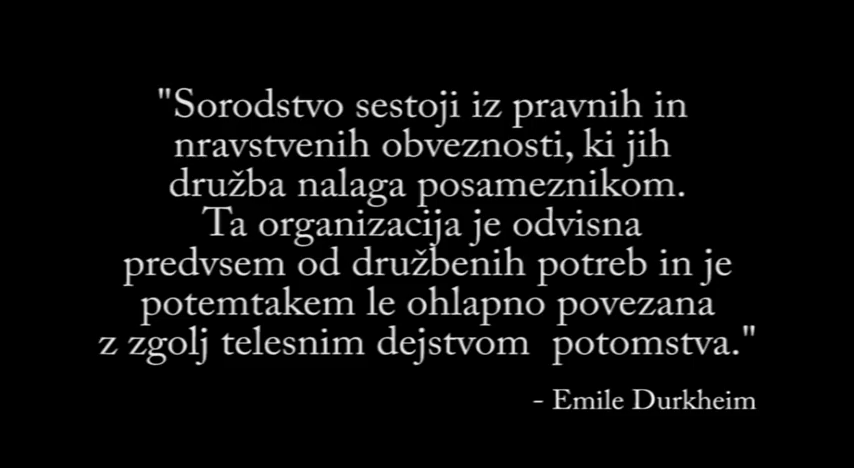 "Sorodstvo sestoji iz pravnih in
nravstvenih obveznosti, ki jih
družba nalaga posameznikom.
Ta organizacija je odvisna
predvsem od družbenih potreb in je
potemtakem le ohlapno povezana
z zgolj telesnim dejstvom potomstva."
- Emile Durkheim